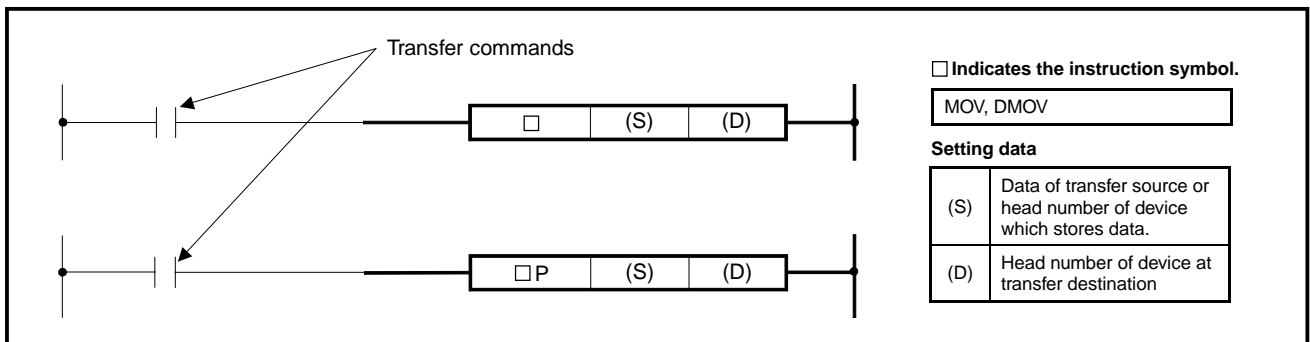 Transfer commands
□ (S) (D)
□P (S) (D)
□ Indicates the instruction symbol.
MOV, DMOV
Setting data
(S) Data of transfer source or
head number of device
which stores data.
(D) Head number of device at
transfer destination